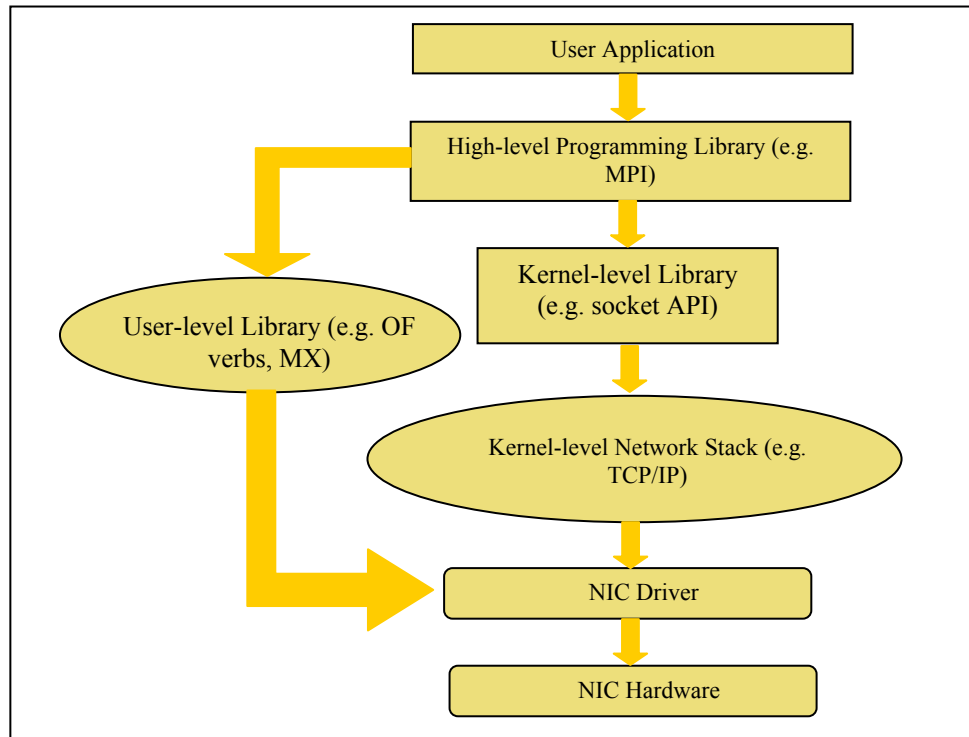 User Application
High-level Programming Library (e.g.
MPI)
Kernel-level Library
(e.g. socket API)
User-level Library (e.g. OF
verbs, MX)
Kernel-level Network Stack (e.g.
TCP/IP)
NIC Driver
NIC Hardware